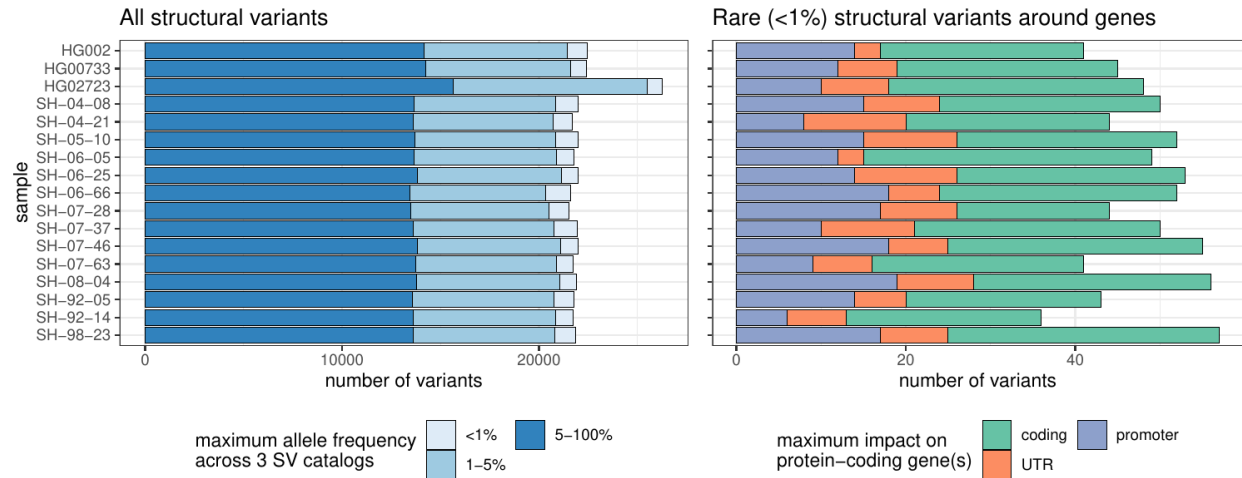 All structural variants
Rare (<1%) structural variants around genes
sample
HG002
HG00733
HG02723
SH−04−08
SH−04−21
SH−05−10
SH−06−05
SH−06−25
SH−06−66
SH−07−28
SH−07−37
SH−07−46
SH−07−63
SH−08−04
SH−92−05
SH−92−14
SH−98−23
0 10000 20000
number of variants
0 20 40
number of variants
maximum allele frequency
across 3 SV catalogs
<1%
1−5%
5−100%
maximum impact on
protein−coding gene(s)
coding
UTR
promoter